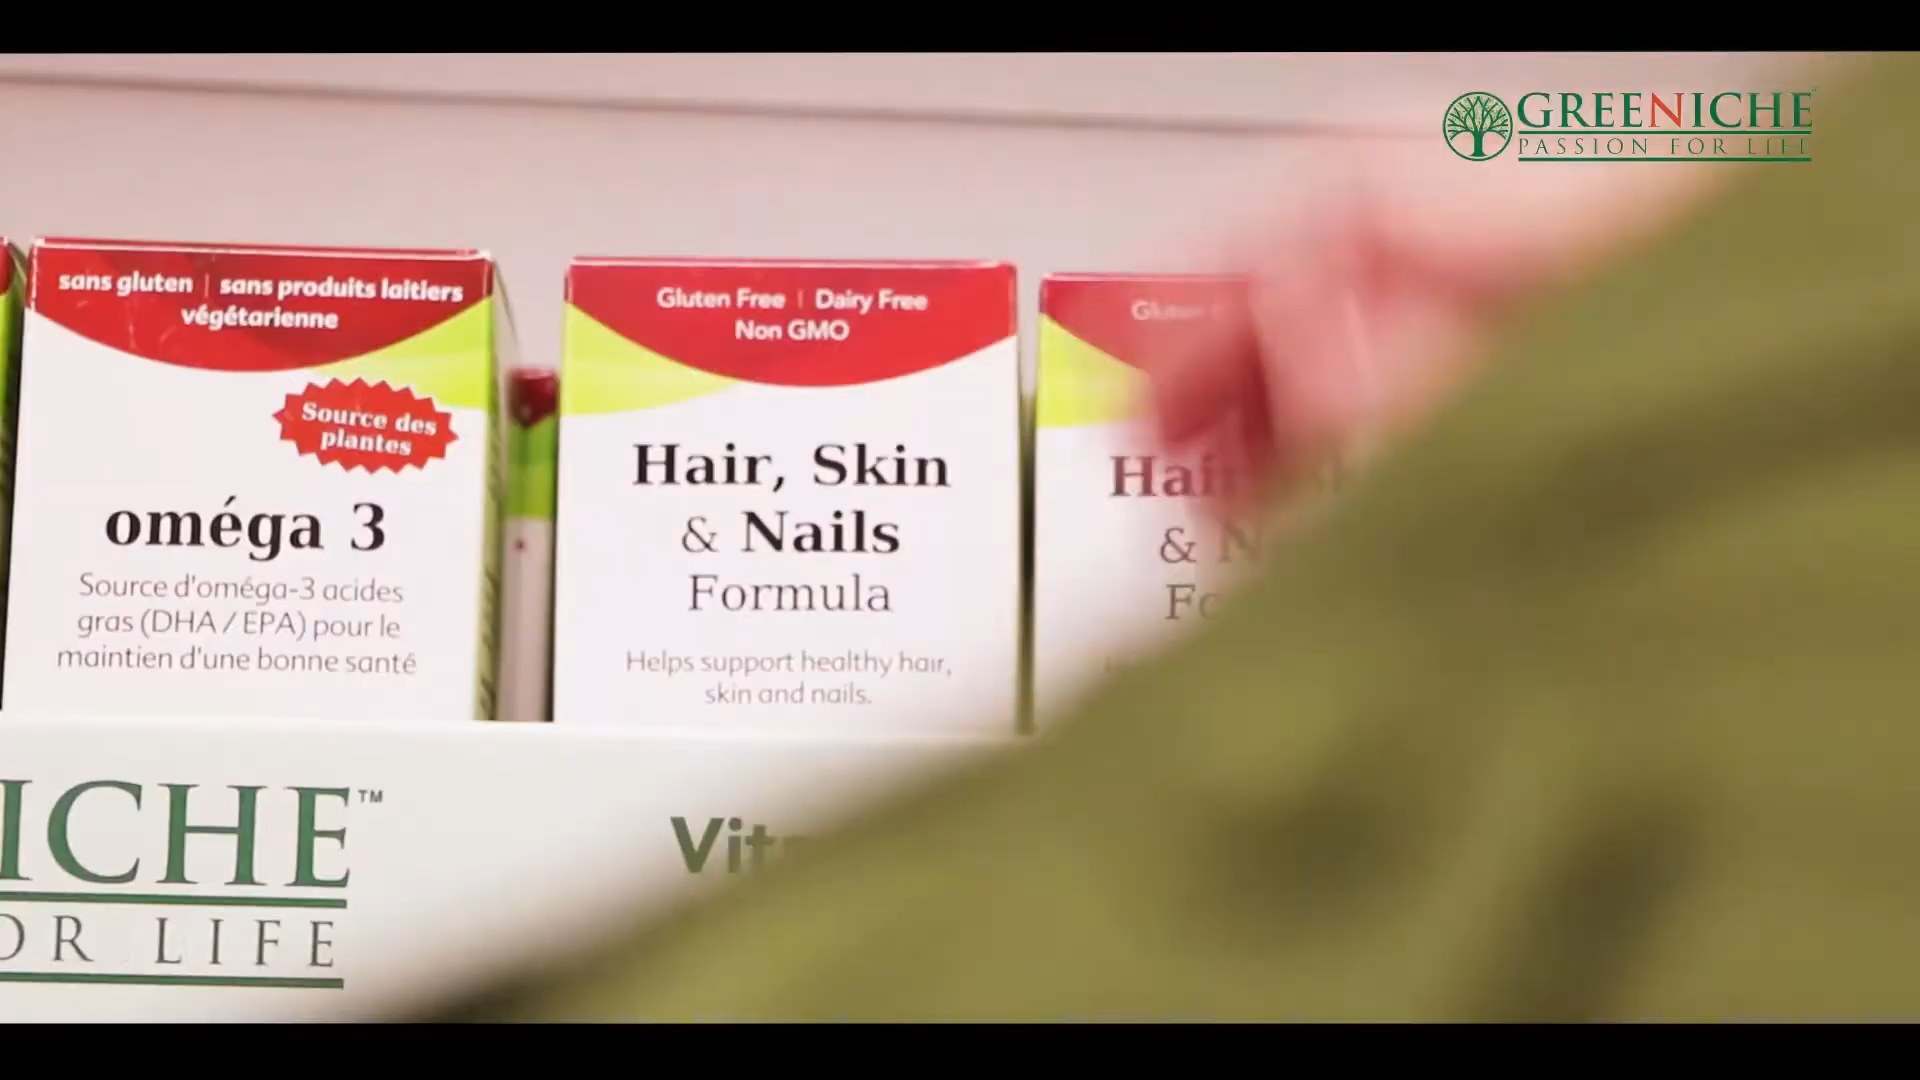 GREENICHE
PASSION FOR LIFE
sans gluten | sans produits laitiers
végétarienne
Source des
plantes
oméga 3
Source d'oméga-3 acides
gras (DHA / EPA) pour le
maintien d'une bonne santé
Gluten Free | Dairy Free
Non GMO
Hair, Skin
& Nails
Formula
Helps support healthy hair,
skin and nails.
ICHE™
OR LIFE